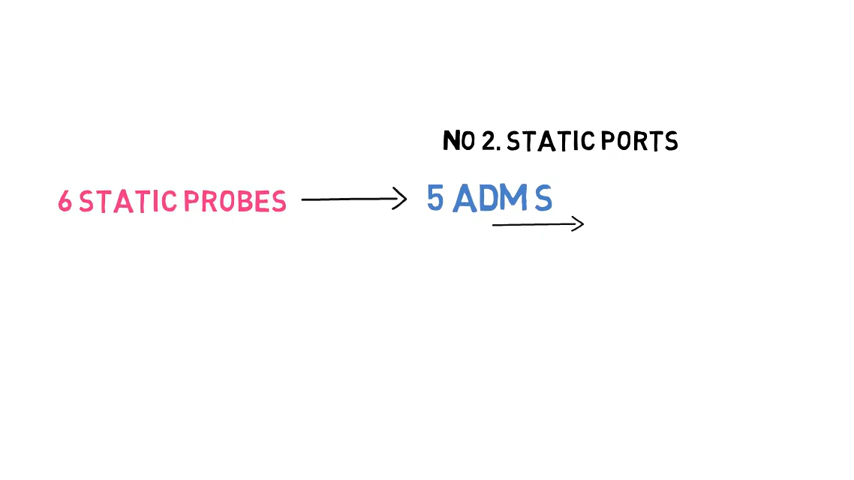 NO 2. STATIC PORTS
6 STATIC PROBES
5 ADMS